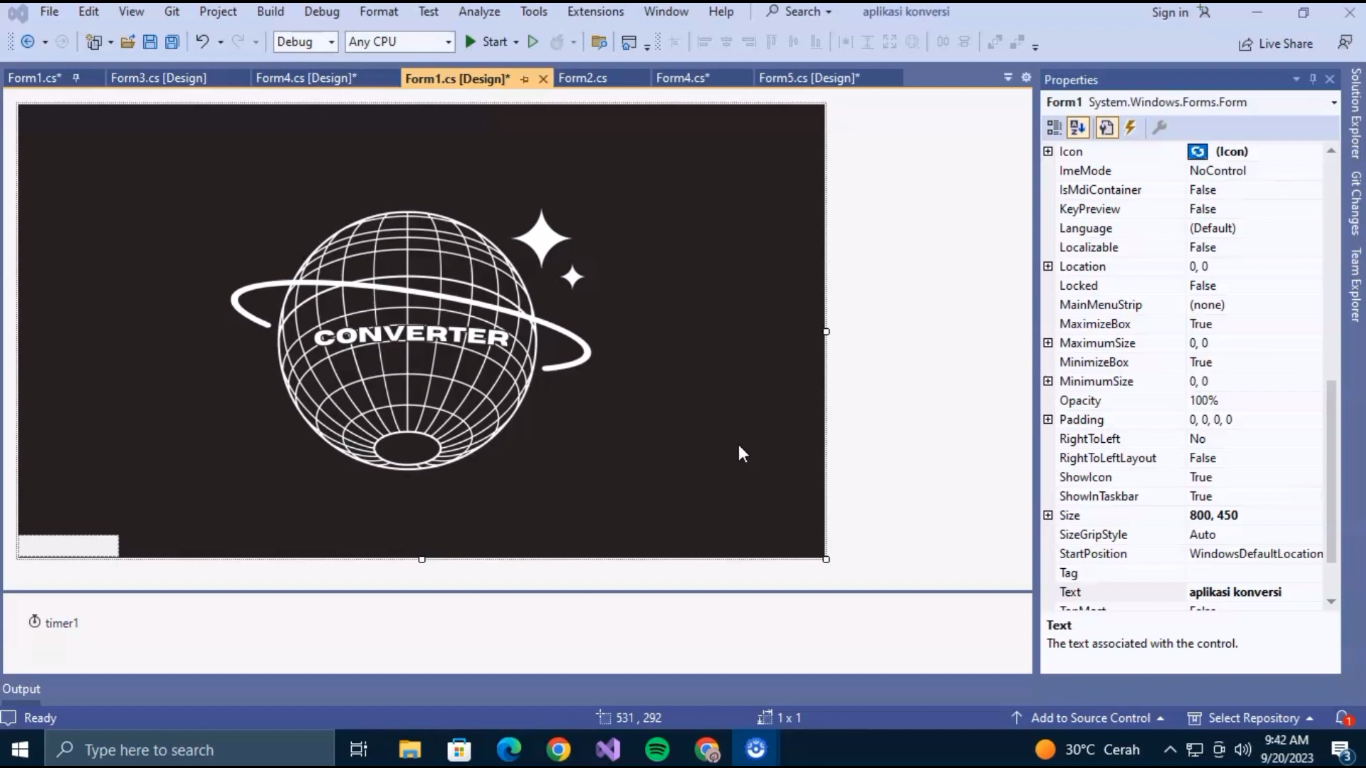 File Edit View Git Project Build Debug Format Test Analyze Tools Extensions Window Help Search aplikasi konversi Sign in
Debug Any CPU Start Live Share
Form1.cs* Form3.cs [Design] Form4.cs [Design]* Form1.cs [Design]* Form2.cs Form4.cs* Form5.cs [Design]*
CONVERTER
timer1
Properties
Form1 System.Windows.Forms.Form
Icon (Icon)
ImeMode NoControl
IsMdiContainer False
KeyPreview False
Language (Default)
Localizable False
Location 0, 0
Locked False
MainMenuStrip (none)
MaximizeBox True
MaximumSize 0, 0
MinimizeBox True
MinimumSize 0, 0
Opacity 100%
Padding 0, 0, 0, 0
RightToLeft No
RightToLeftLayout False
ShowIcon True
ShowInTaskbar True
Size 800, 450
SizeGripStyle Auto
StartPosition WindowsDefaultLocation
Tag
Text aplikasi konversi
Text
The text associated with the control.
Solution Explorer
Git Changes
Team Explorer
Output
Ready 531 , 292 1 x 1 Add to Source Control Select Repository 1
Type here to search 30°C Cerah 9:42 AM
9/20/2023 3